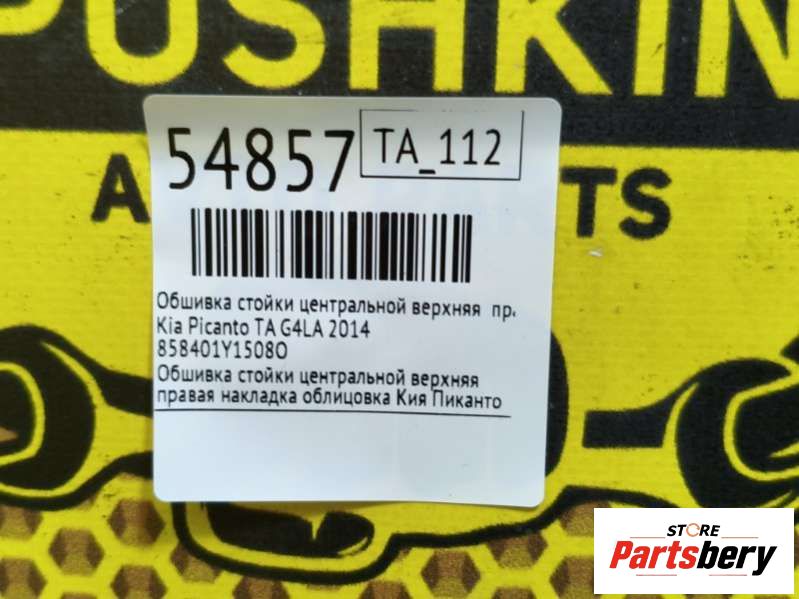 PUSHKIN
54857
TA_112
Обшивка стойки центральной верхняя пр.
Kia Picanto TA G4LA 2014
858401Y1508O
Обшивка стойки центральной верхняя
правая накладка облицовка Кия Пиканто
STORE
Partsbery